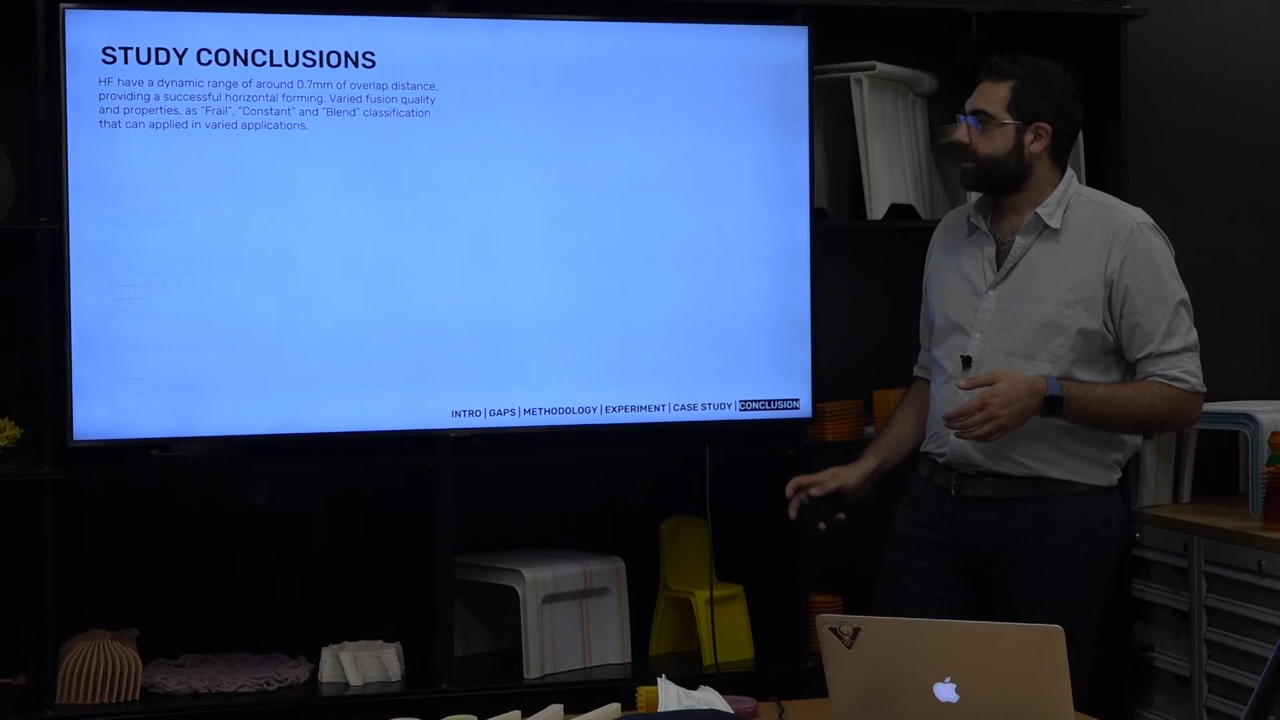 STUDY CONCLUSIONS
HF have a dynamic range of around 0.7mm of overlap distance,
providing a successful horizontal forming. Varied fusion quality
and properties, as “Frail”, “Constant” and “Blend” classification
that can applied in varied applications.
INTRO | GAPS | METHODOLOGY | EXPERIMENT | CASE STUDY | CONCLUSION